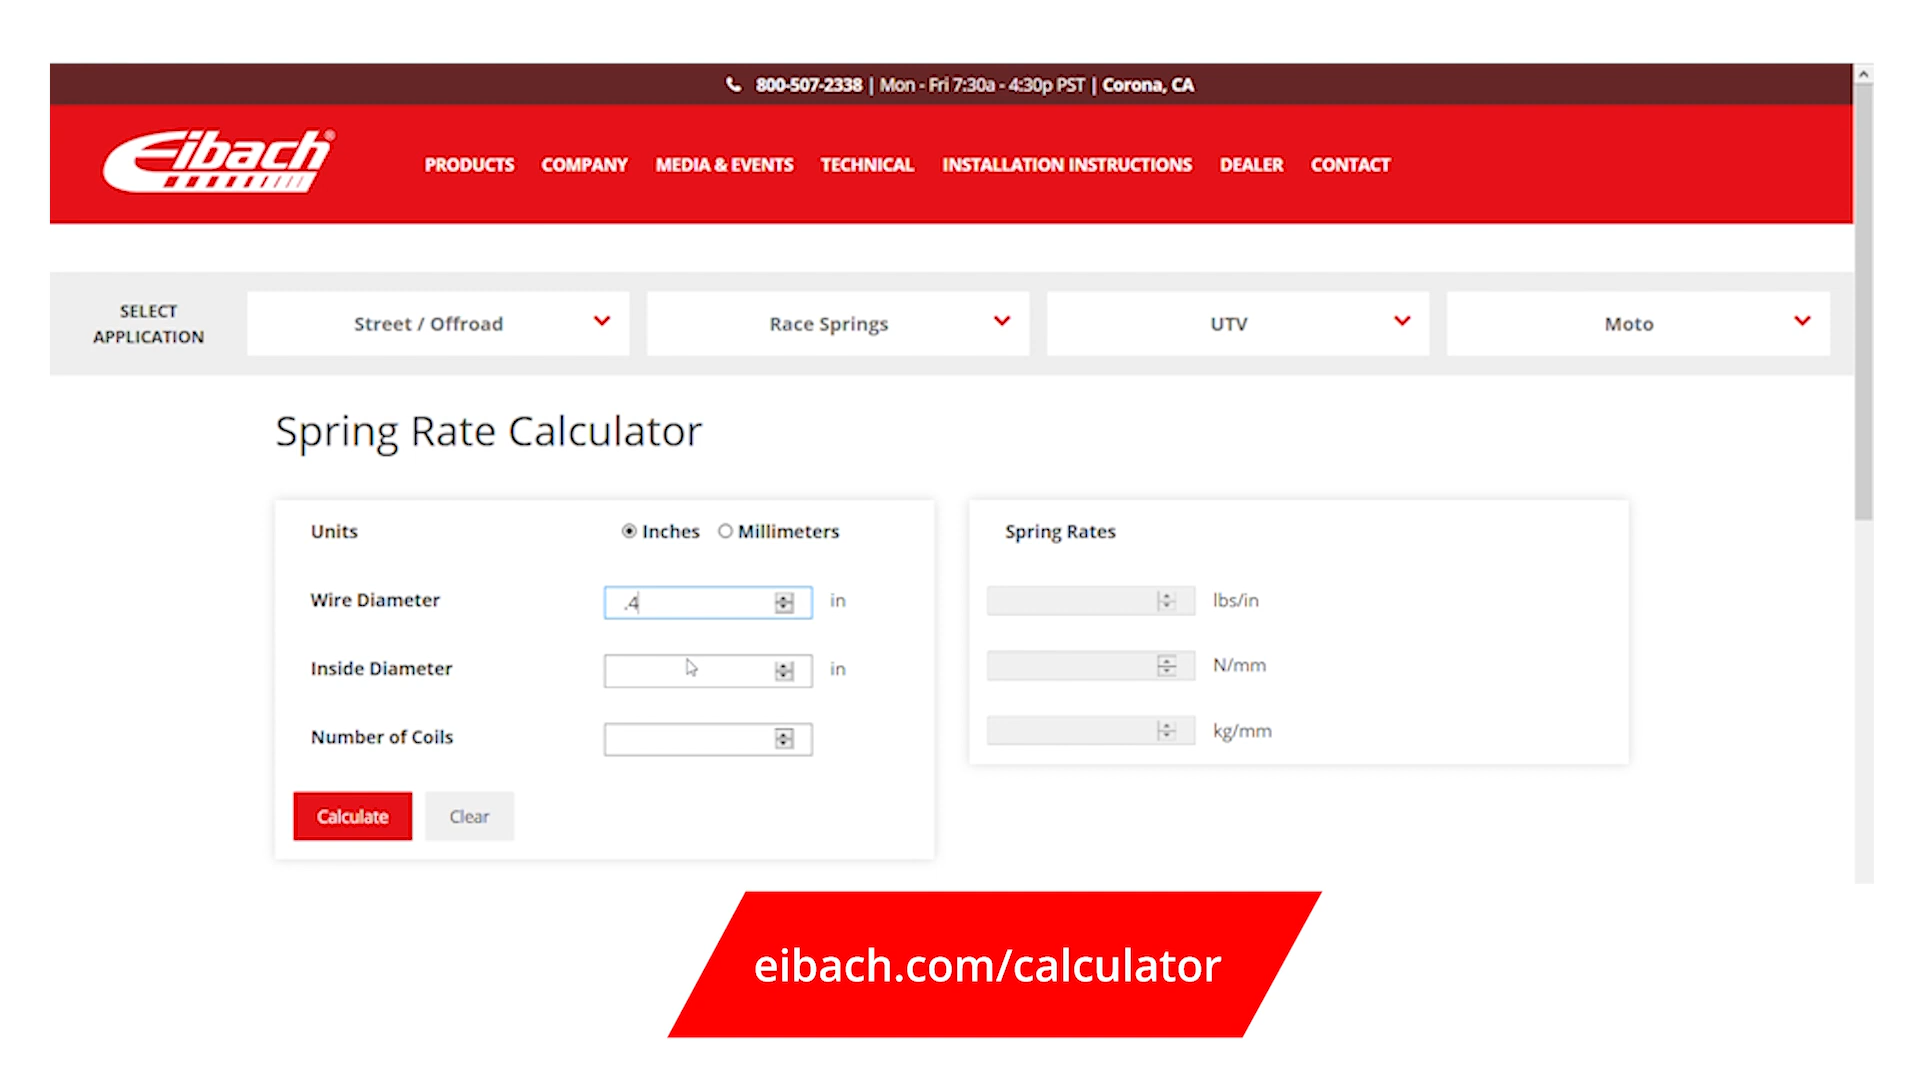 800-507-2338 | Mon - Fri 7:30a - 4:30p PST | Corona, CA
Eibach®
PRODUCTS COMPANY MEDIA & EVENTS TECHNICAL INSTALLATION INSTRUCTIONS DEALER CONTACT
SELECT
APPLICATION
Street / Offroad
Race Springs
UTV
Moto
Spring Rate Calculator
Units
Inches
Millimeters
Wire Diameter
.4
in
Inside Diameter
in
Number of Coils
Calculate
Clear
Spring Rates
lbs/in
N/mm
kg/mm
eibach.com/calculator